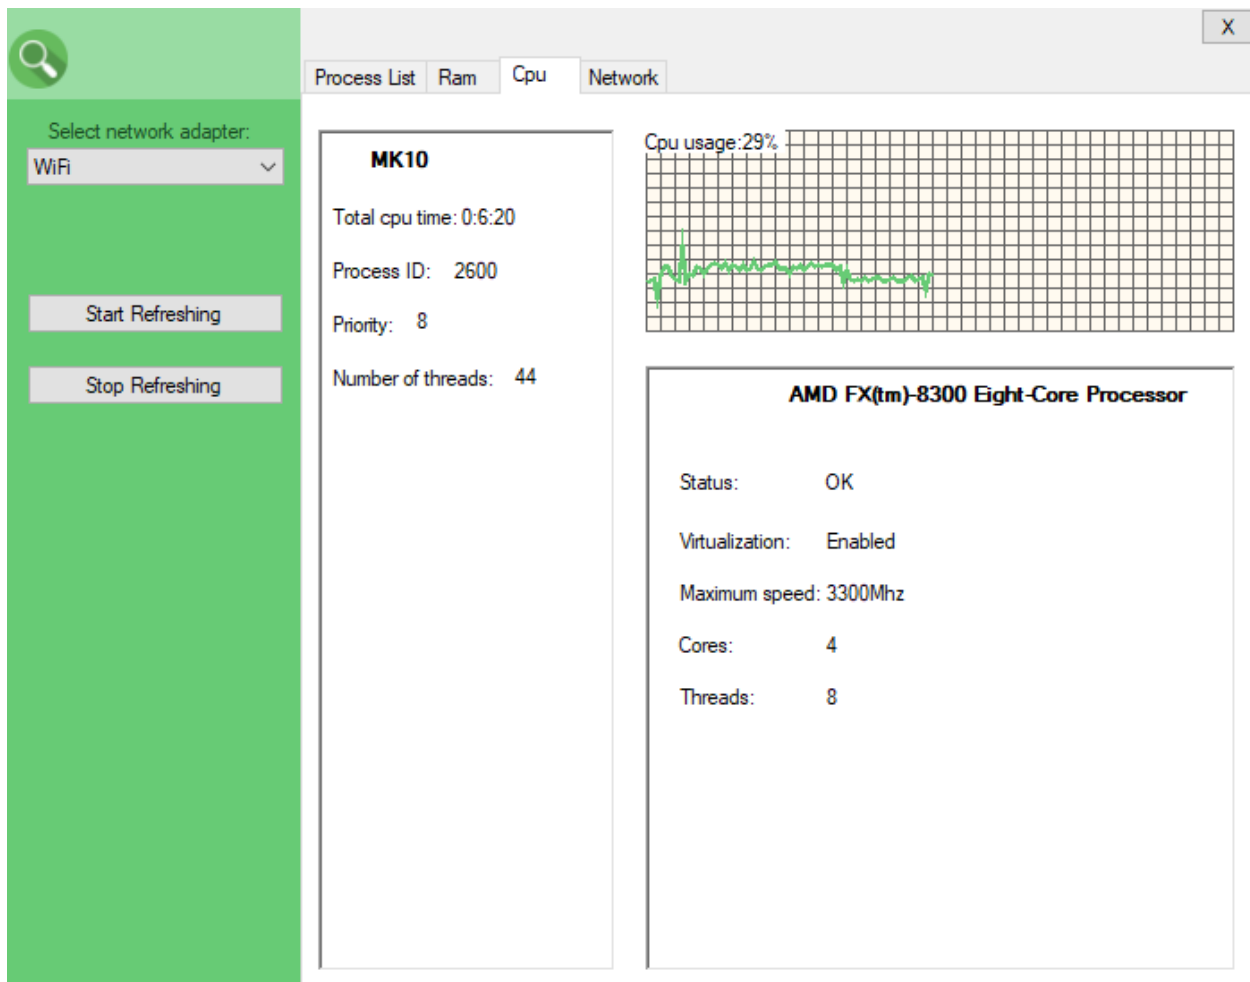 X
Process List
Ram
Cpu
Network
Select network adapter:
WiFi
Start Refreshing
Stop Refreshing
MK10
Total cpu time: 0:6:20
Process ID: 2600
Priority: 8
Number of threads: 44
Cpu usage:29%
AMD FX(tm)-8300 Eight-Core Processor
Status: OK
Virtualization: Enabled
Maximum speed: 3300Mhz
Cores: 4
Threads: 8